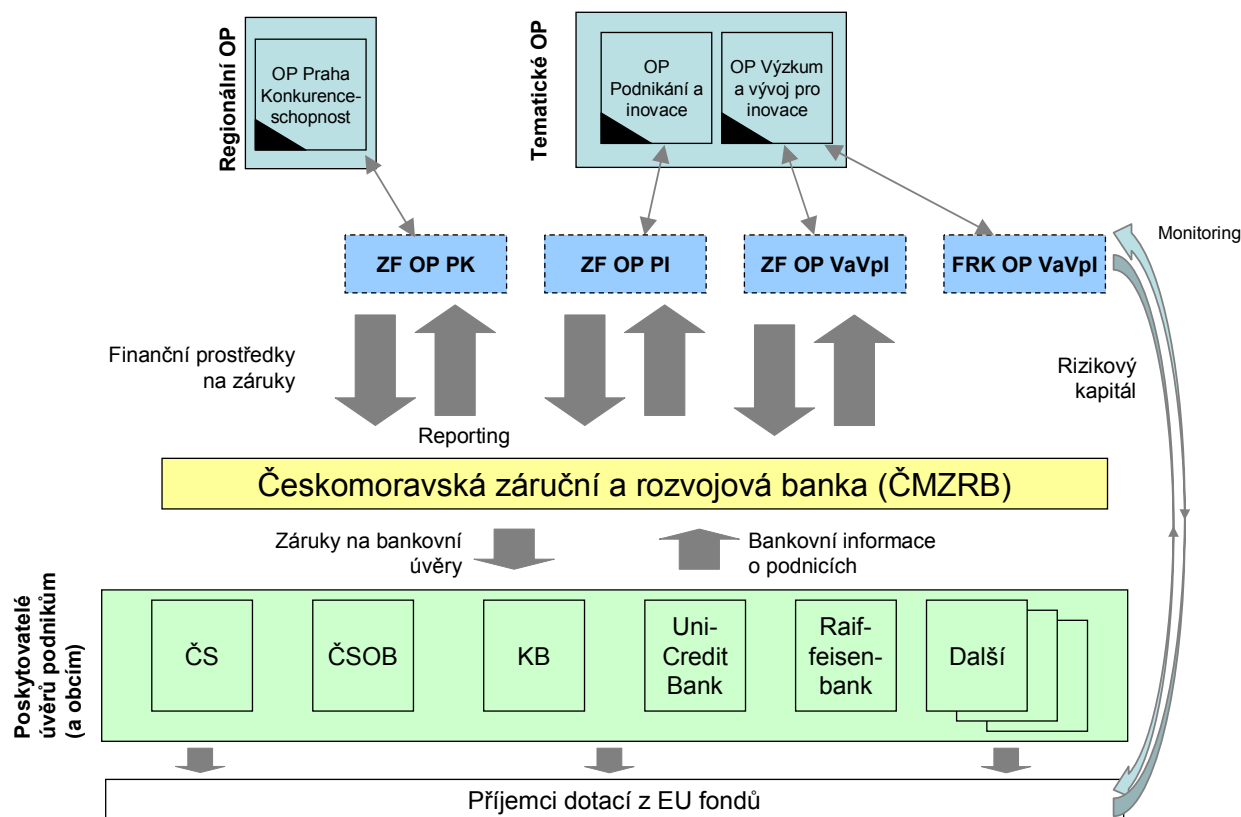 Regionální OP
OP Praha
Konkurence-
schopnost
Tematické OP
OP
Podnikání a
inovace
OP Výzkum
a vývoj pro
inovace
ZF OP PK
ZF OP PI
ZF OP VaVpI
FRK OP VaVpI
Monitoring
Finanční prostředky
na záruky
Reporting
Rizikový
kapitál
Českomoravská záruční a rozvojová banka (ČMZRB)
Záruky na bankovní
úvěry
Bankovní informace
o podnicích
Poskytovatelé
úvěrů podnikům
(a obcím)
ČS
ČSOB
KB
Uni-
Credit
Bank
Raif-
feisen-
bank
Další
Příjemci dotací z EU fondů